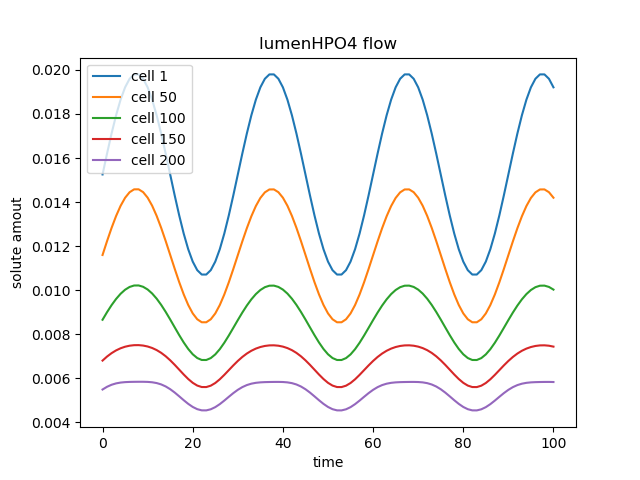 lumenHPO4 flow
solute amout
0.020
0.018
0.016
0.014
0.012
0.010
0.008
0.006
0.004
cell 1
cell 50
cell 100
cell 150
cell 200
0
20
40
60
80
100
time